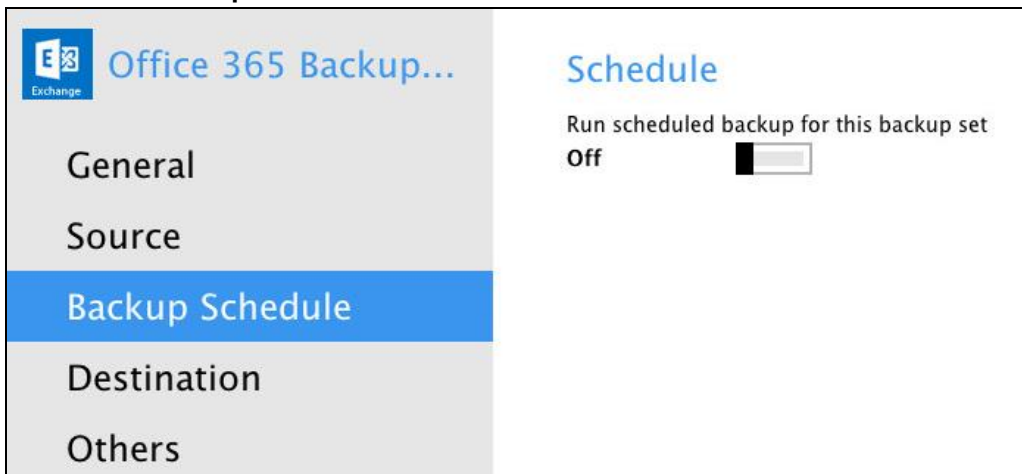 Office 365 Backup...
Exchange
General
Source
Backup Schedule
Destination
Others
Schedule
Run scheduled backup for this backup set
Off